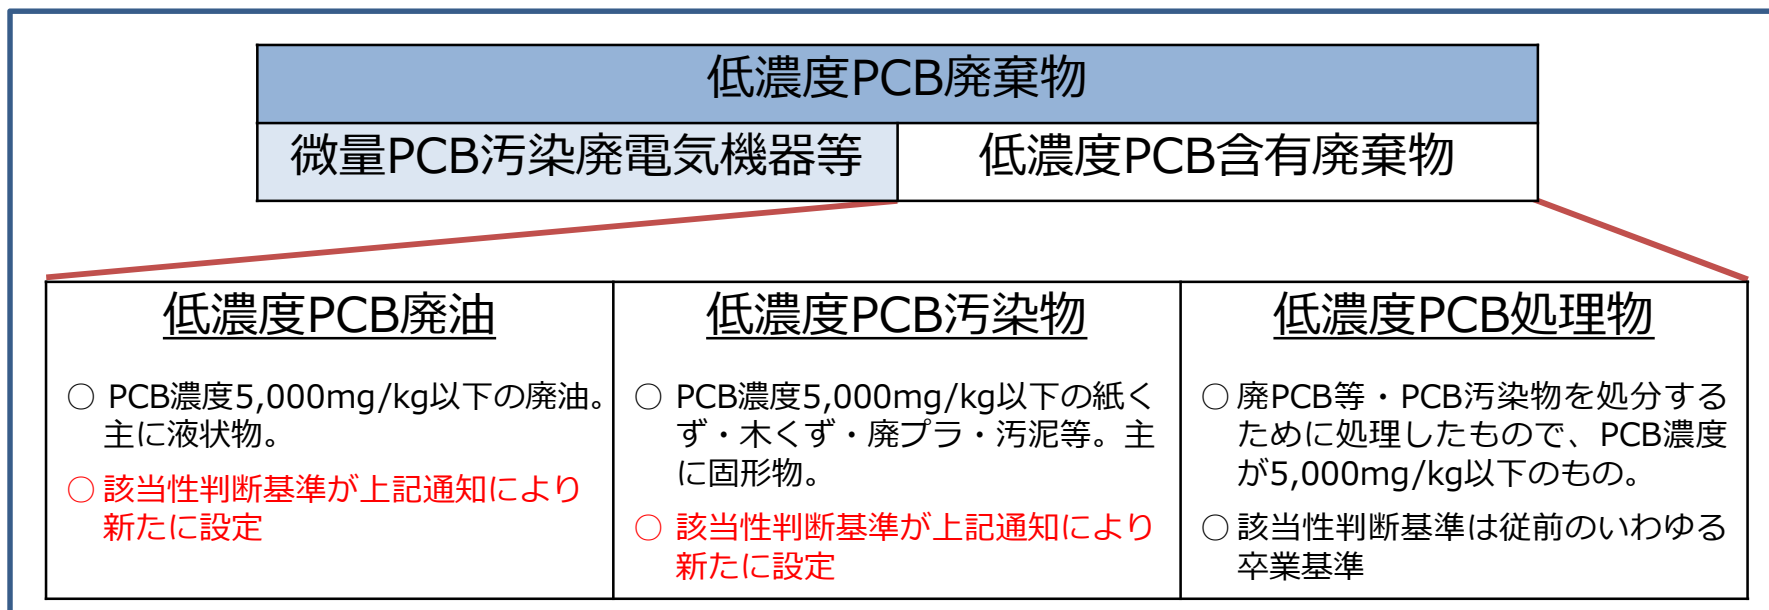 低濃度PCB廃棄物
微量PCB汚染廃電気機器等
低濃度PCB含有廃棄物
低濃度PCB廃油
○ PCB濃度5,000mg/kg以下の廃油。
主に液状物。
○ 該当性判断基準が上記通知により
新たに設定
低濃度PCB汚染物
○ PCB濃度5,000mg/kg以下の紙く
ず・木くず・廃プラ・汚泥等。主
に固形物。
○ 該当性判断基準が上記通知により
新たに設定
低濃度PCB処理物
○ 廃PCB等・PCB汚染物を処分する
ために処理したもので、PCB濃度
が5,000mg/kg以下のもの。
○ 該当性判断基準は従前のいわゆる
卒業基準